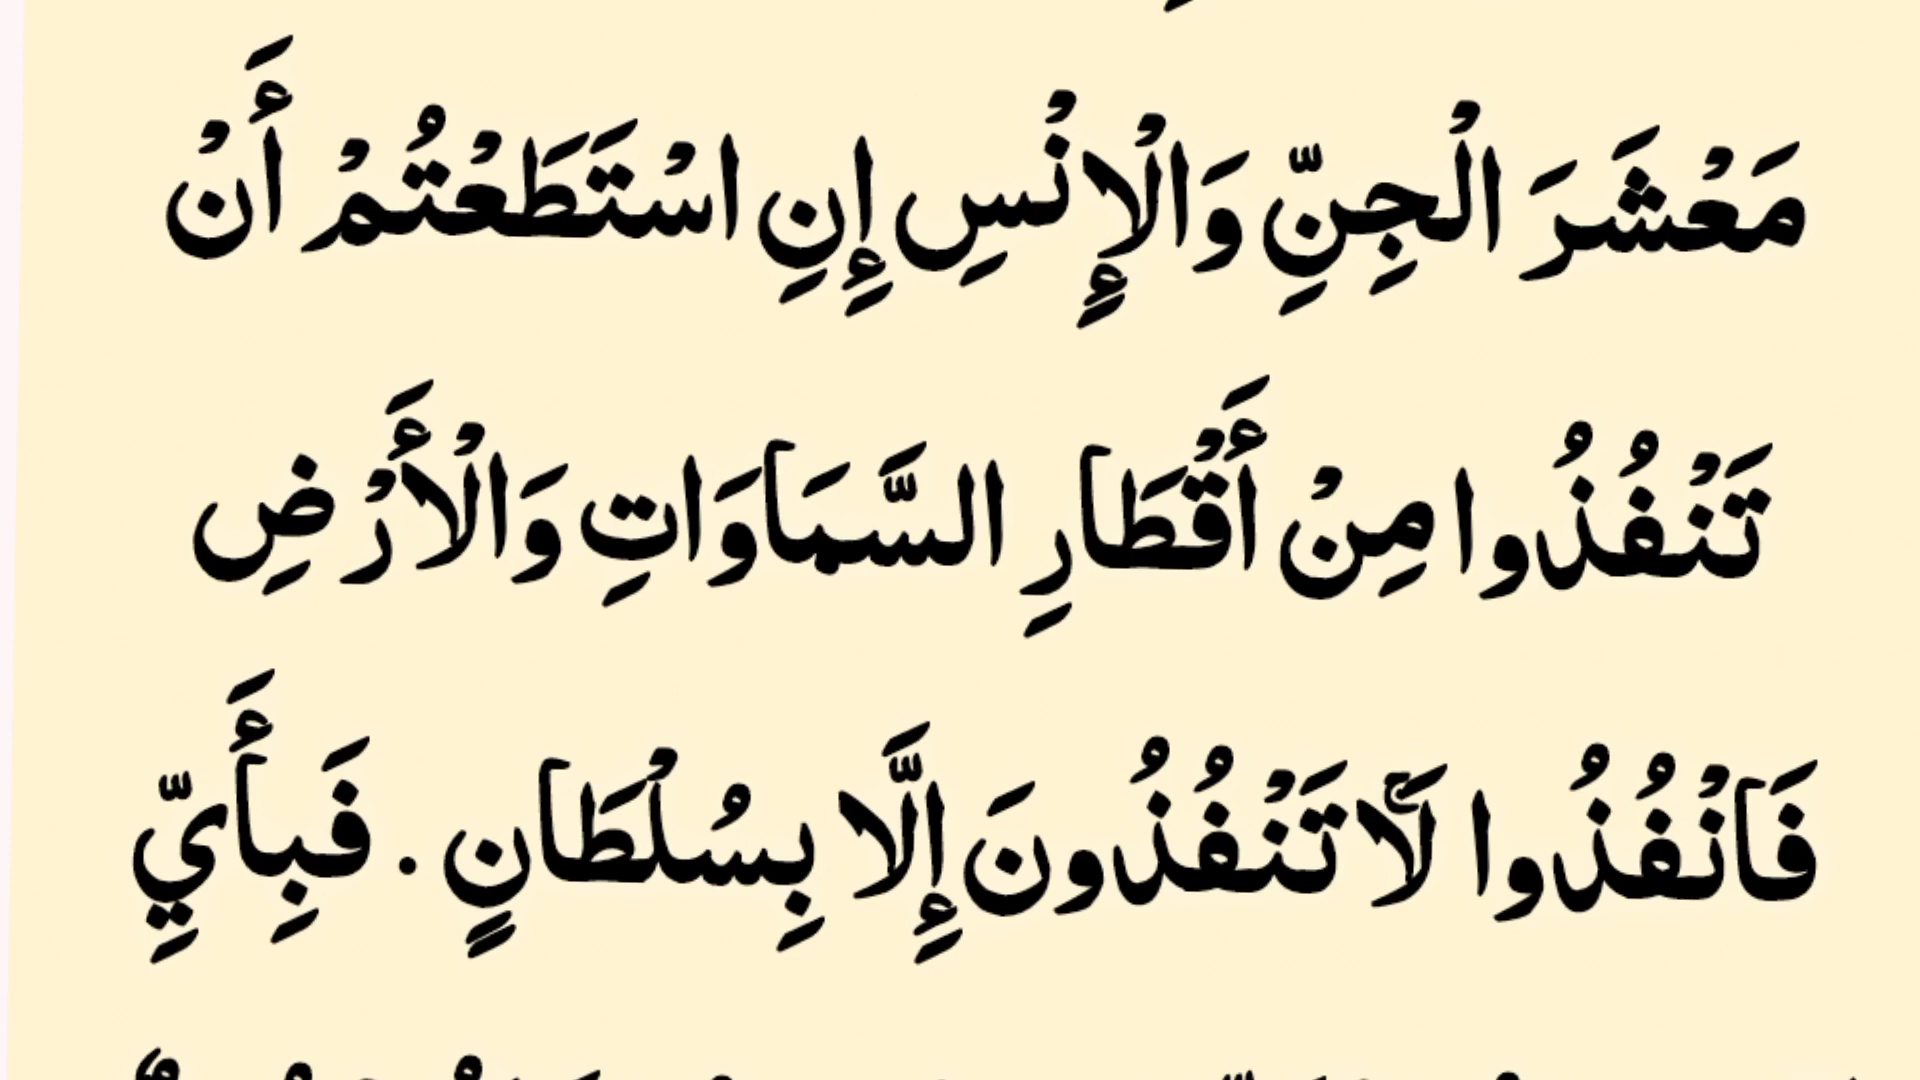 مَعْشَرَ الْجِنِّ وَالْإِنْسِ إِنِ اسْتَطَعْتُمْ أَنْ
تَنْفُذُوا مِنْ أَقْطَارِ السَّمَاوَاتِ وَالْأَرْضِ
فَانْفُذُوا لَاۚ تَنْفُذُونَ إِلَّا بِسُلْطَانٍ . فَبِأَيِّ